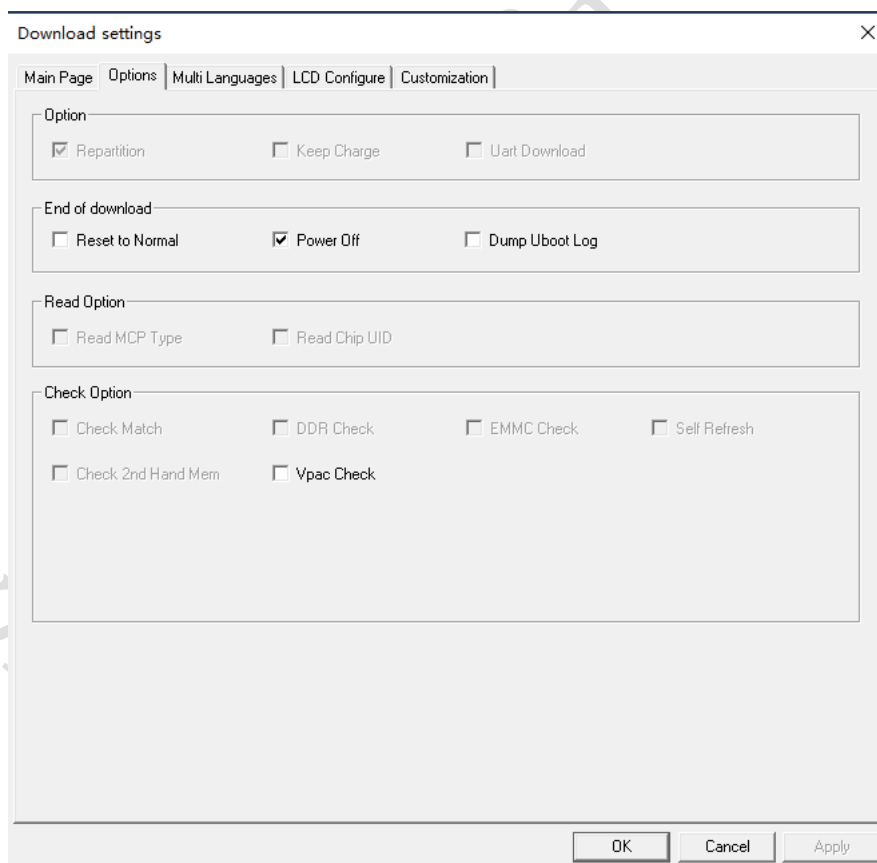 Download settings
Main Page Options Multi Languages LCD Configure Customization
Option
Repartition Keep Charge Uart Download
End of download
Reset to Normal Power Off Dump Uboot Log
Read Option
Read MCP Type Read Chip UID
Check Option
Check Match DDR Check EMMC Check Self Refresh
Check 2nd Hand Mem Vpac Check
OK Cancel Apply